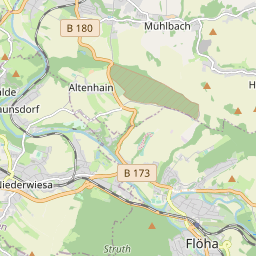 B 180
Mühlbach
Altenhain
alde
aunsdorf
H
B 173
Niederwiesa
Flöha
Struth